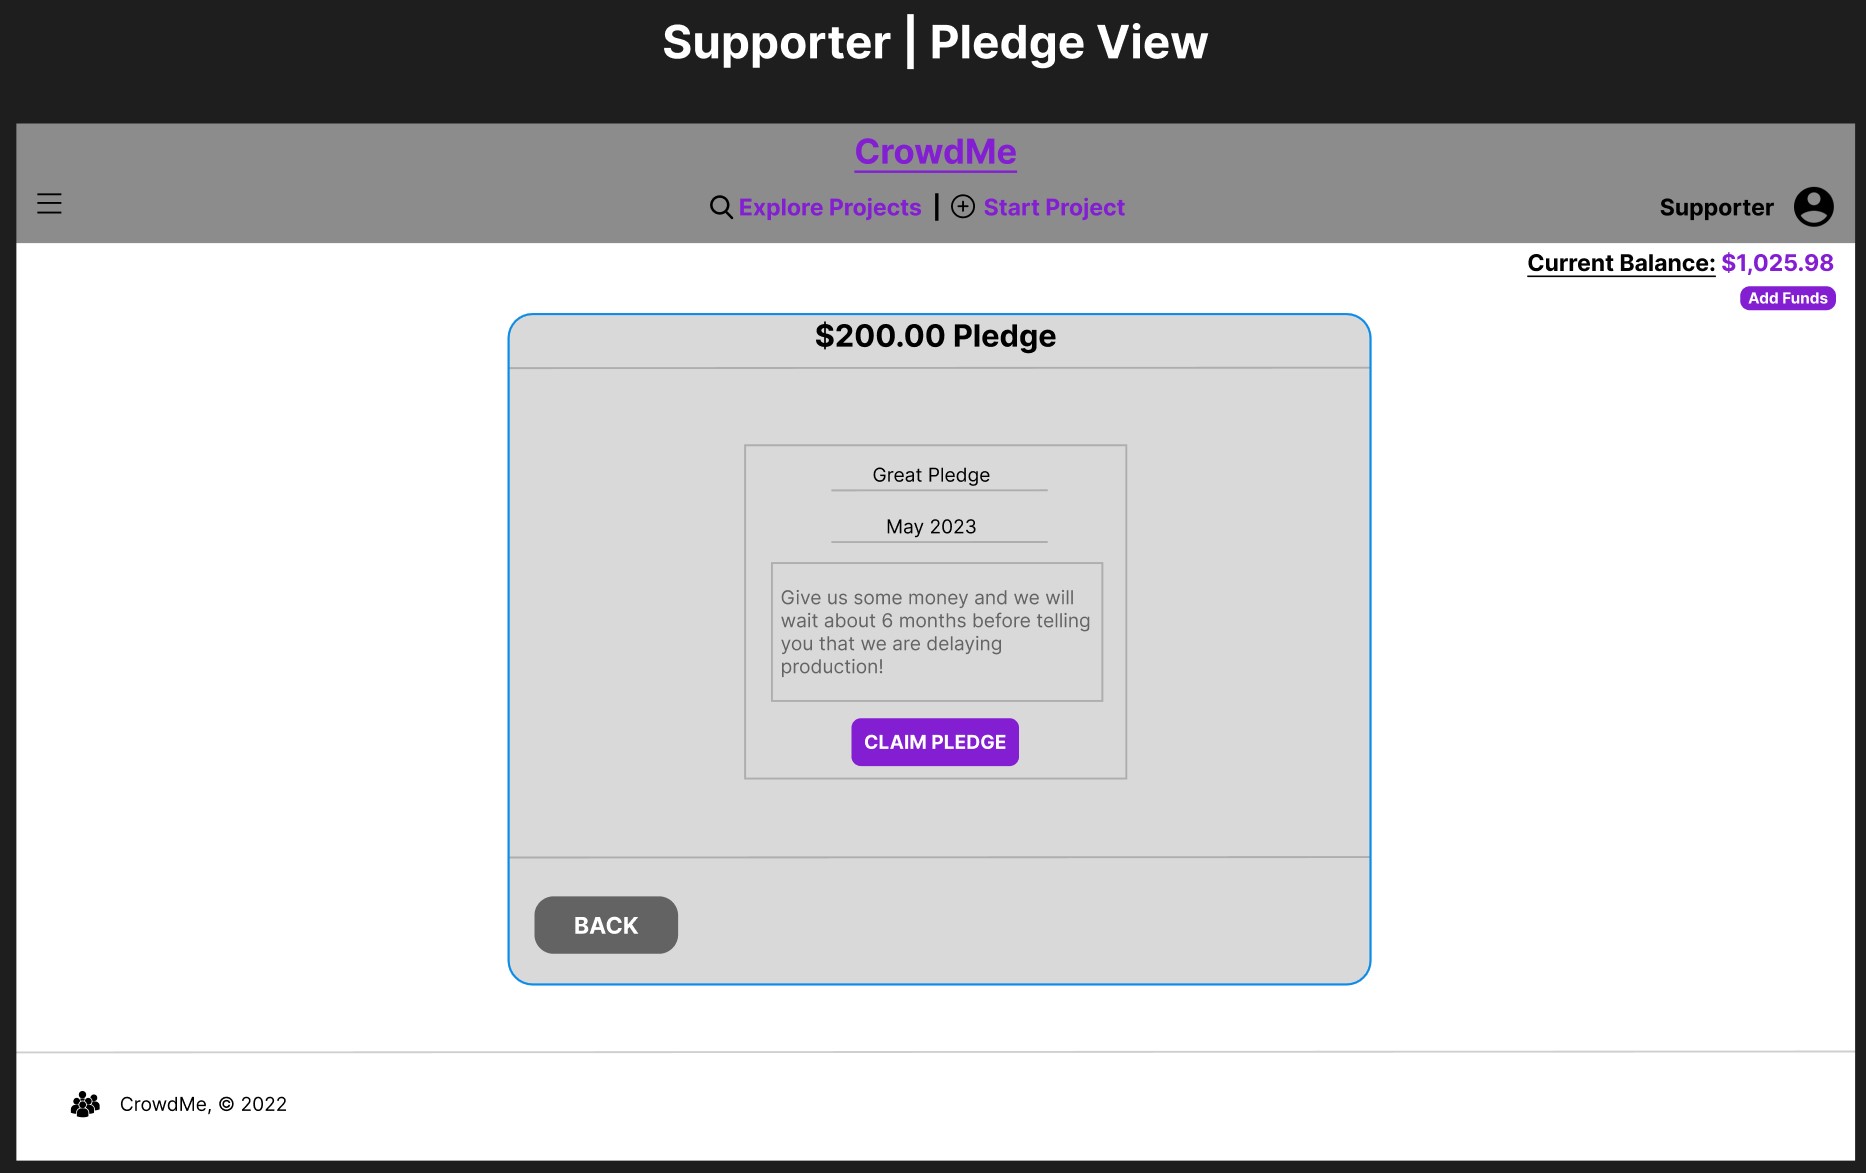 Supporter | Pledge View
CrowdMe
Explore Projects | Start Project
Supporter
Current Balance: $1,025.98
Add Funds
$200.00 Pledge
Great Pledge
May 2023
Give us some money and we will
wait about 6 months before telling
you that we are delaying
production!
CLAIM PLEDGE
BACK
CrowdMe, © 2022